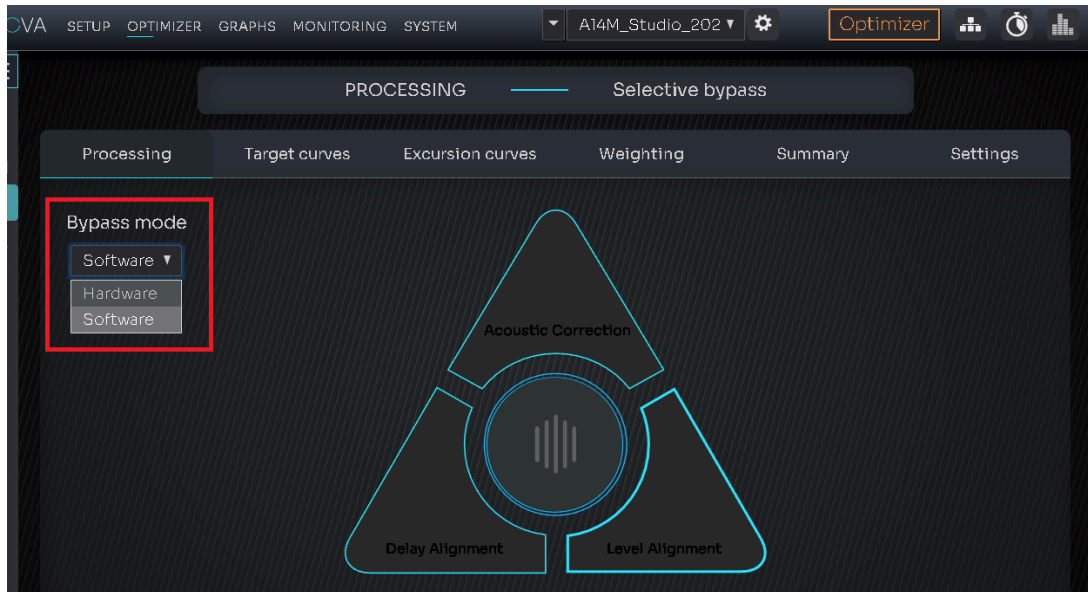 OVA SETUP OPTIMIZER GRAPHS MONITORING SYSTEM A14M_Studio_202 Optimizer
PROCESSING Selective bypass
Processing Target curves Excursion curves Weighting Summary Settings
Bypass mode
Software
Hardware
Software
Acoustic Correction
Delay Alignment Level Alignment